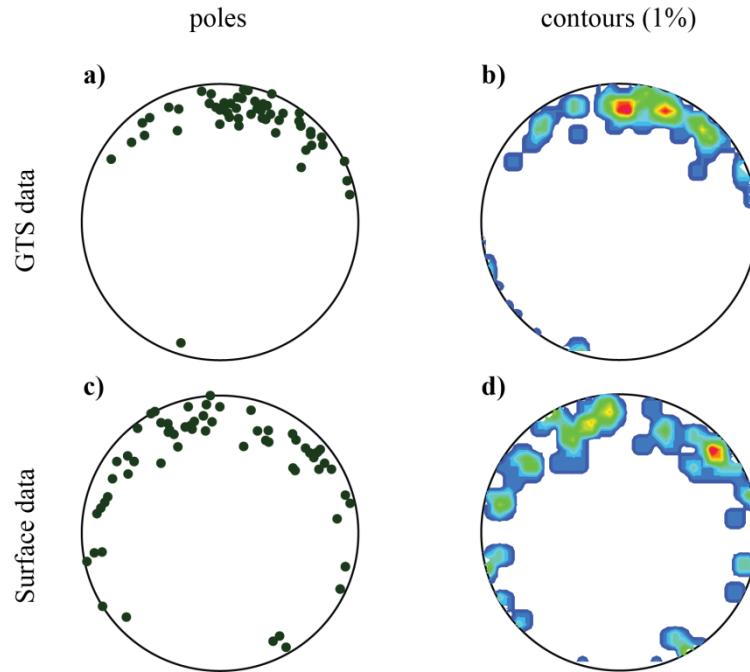 poles
contours (1%)
a)
b)
GTS data
c)
d)
Surface data